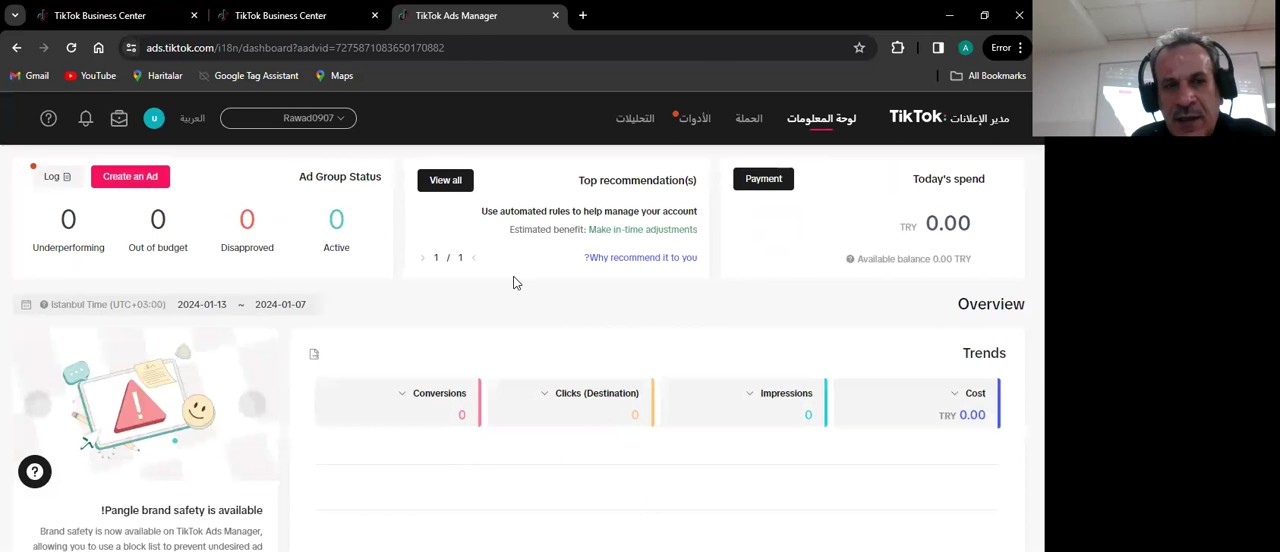 TikTok Business Center
TikTok Business Center
TikTok Ads Manager
ads.tiktok.com/i18n/dashboard?aadvid=7275871083650170882
A
Error
Gmail
YouTube
Haritalar
Google Tag Assistant
Maps
All Bookmarks
TikTok: مدير الإعلانات
لوحة المعلومات
الحملة
الأدوات
التحليلات
Rawad0907
العربية
U
Log
Create an Ad
Ad Group Status
0
0
0
0
Underperforming
Out of budget
Disapproved
Active
View all
Top recommendation(s)
Use automated rules to help manage your account
Estimated benefit: Make in-time adjustments
1 / 1
?Why recommend it to you
Payment
Today's spend
TRY 0.00
Available balance 0.00 TRY
Istanbul Time (UTC+03:00)
2024-01-13 ~ 2024-01-07
Overview
Trends
Conversions
0
Clicks (Destination)
0
Impressions
0
Cost
TRY 0.00
!Pangle brand safety is available
Brand safety is now available on TikTok Ads Manager,
allowing you to use a block list to prevent undesired ad